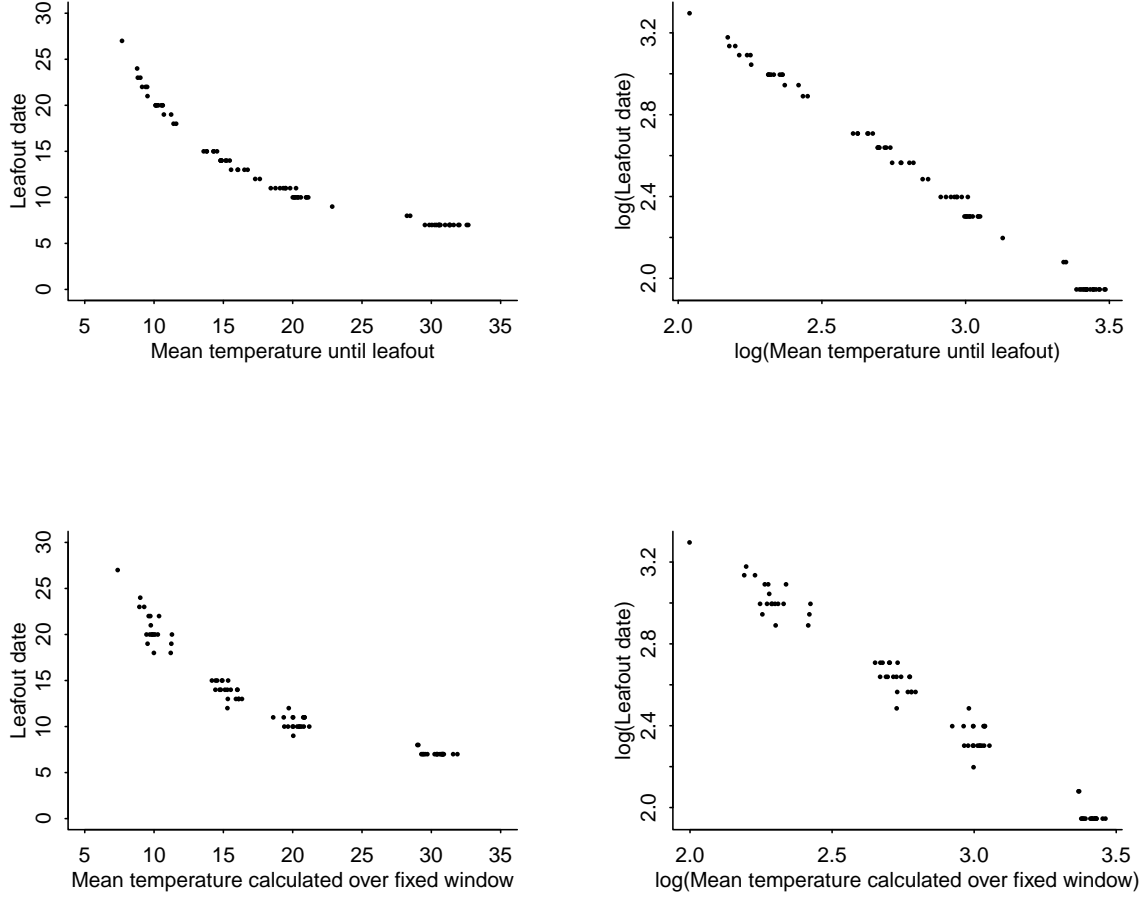 Leafout date
0 5 10 15 20 25 30
5 10 15 20 25 30 35
Mean temperature until leafout
log(Leafout date)
2.0 2.4 2.8 3.2
2.0 2.5 3.0 3.5
log(Mean temperature until leafout)
Leafout date
0 5 10 15 20 25 30
5 10 15 20 25 30 35
Mean temperature calculated over fixed window
log(Leafout date)
2.0 2.4 2.8 3.2
2.0 2.5 3.0 3.5
log(Mean temperature calculated over fixed window)